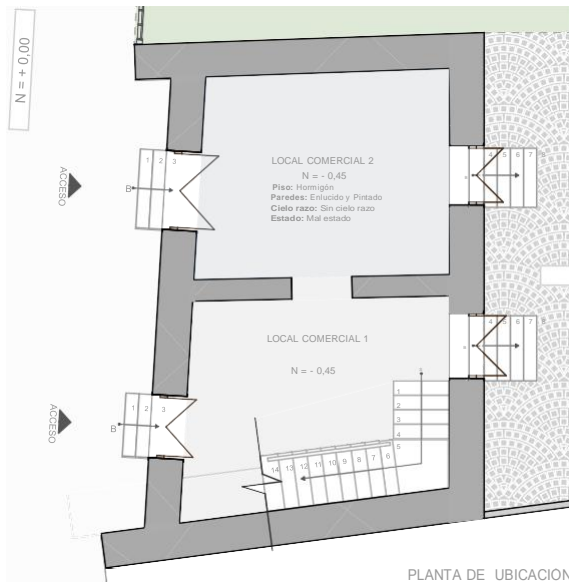 N = + 0,00
ACCESO
B
1 2 3
LOCAL COMERCIAL 2
N = - 0,45
Piso: Hormigón
Paredes: Enlucido y Pintado
Cielo razo: Sin cielo razo
Estado: Mal estado
4 5 6 7
LOCAL COMERCIAL 1
N = - 0,45
4 5 6 7
ACCESO
B
1 2 3
1
2
3
4
5
14 13 12 11 10 9 8 7 6
PLANTA DE UBICACION